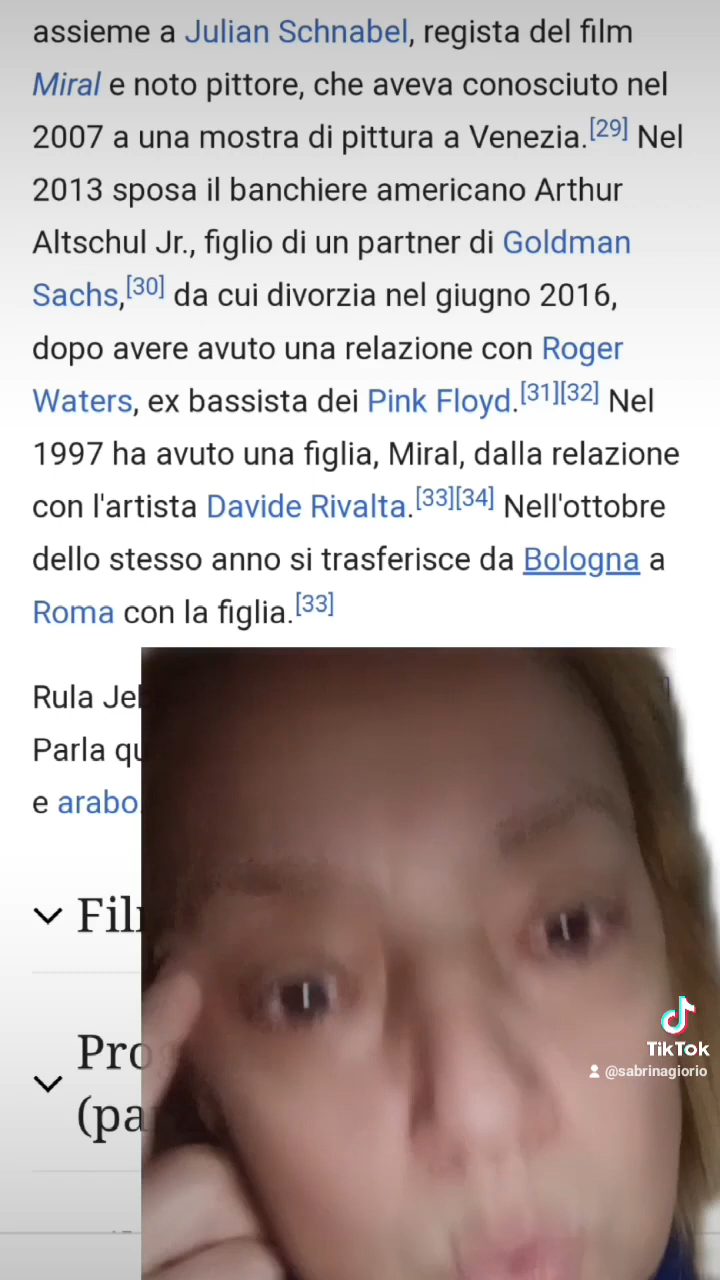 assieme a Julian Schnabel, regista del film
Miral e noto pittore, che aveva conosciuto nel
2007 a una mostra di pittura a Venezia.[29] Nel
2013 sposa il banchiere americano Arthur
Altschul Jr., figlio di un partner di Goldman
Sachs,[30] da cui divorzia nel giugno 2016,
dopo avere avuto una relazione con Roger
Waters, ex bassista dei Pink Floyd.[31][32] Nel
1997 ha avuto una figlia, Miral, dalla relazione
con l'artista Davide Rivalta.[33][34] Nell'ottobre
dello stesso anno si trasferisce da Bologna a
Roma con la figlia.[33]
Rula
Parla
e arabo.
TikTok
@sabrinagiorio